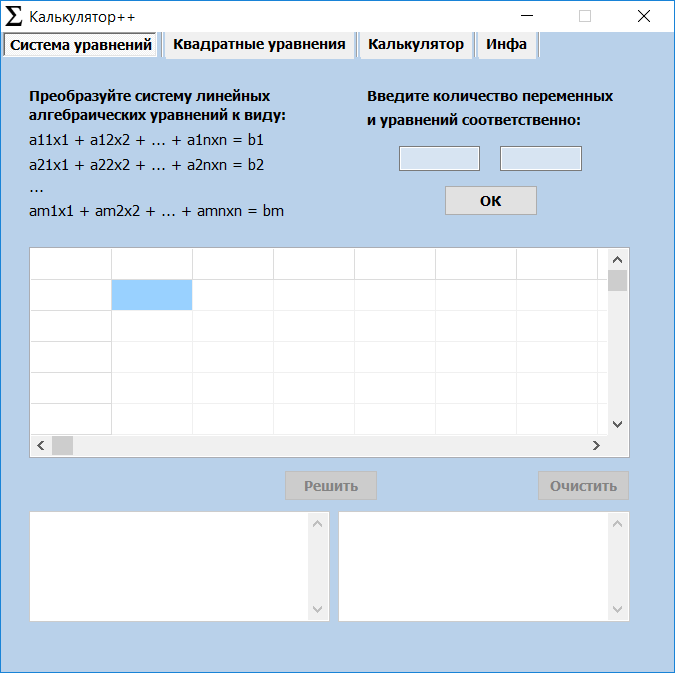 Σ Калькулятор++
Система уравнений Квадратные уравнения Калькулятор Инфа
Преобразуйте систему линейных
алгебраических уравнений к виду:
a11x1 + a12x2 + ... + a1nxn = b1
a21x1 + a22x2 + ... + a2nxn = b2
...
am1x1 + am2x2 + ... + amnxn = bm
Введите количество переменных
и уравнений соответственно:
ОК
Решить Очистить